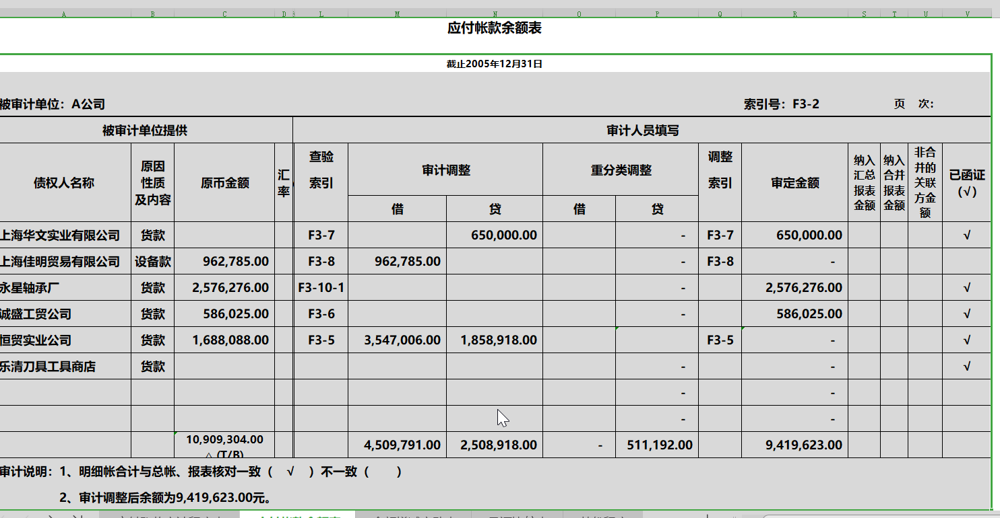 A B C D L M N O P Q R S T U V
应付帐款余额表
截止2005年12月31日
被审计单位：A公司 索引号：F3-2 页 次：
被审计单位提供 审计人员填写
债权人名称 原因性质及内容 原币金额 汇率 查验索引 审计调整 重分类调整 调整索引 审定金额 纳入汇总报表金额 纳入合并报表金额 非合并的关联方金额 已函证（√）
借 贷 借 贷
上海华文实业有限公司 货款 F3-7 650,000.00 - F3-7 650,000.00 √
上海佳明贸易有限公司 设备款 962,785.00 F3-8 962,785.00 - F3-8 -
永星轴承厂 货款 2,576,276.00 F3-10-1 - 2,576,276.00 √
诚盛工贸公司 货款 586,025.00 F3-6 - 586,025.00 √
恒贸实业公司 货款 1,688,088.00 F3-5 3,547,006.00 1,858,918.00 F3-5 - √
乐清刀具工具商店 货款 - - √
- -
- -
10,909,304.00 4,509,791.00 2,508,918.00 - 511,192.00 9,419,623.00
△ (T/B)
审计说明：1、明细帐合计与总帐、报表核对一致（ √ ）不一致（ ）
2、审计调整后余额为9,419,623.00元。